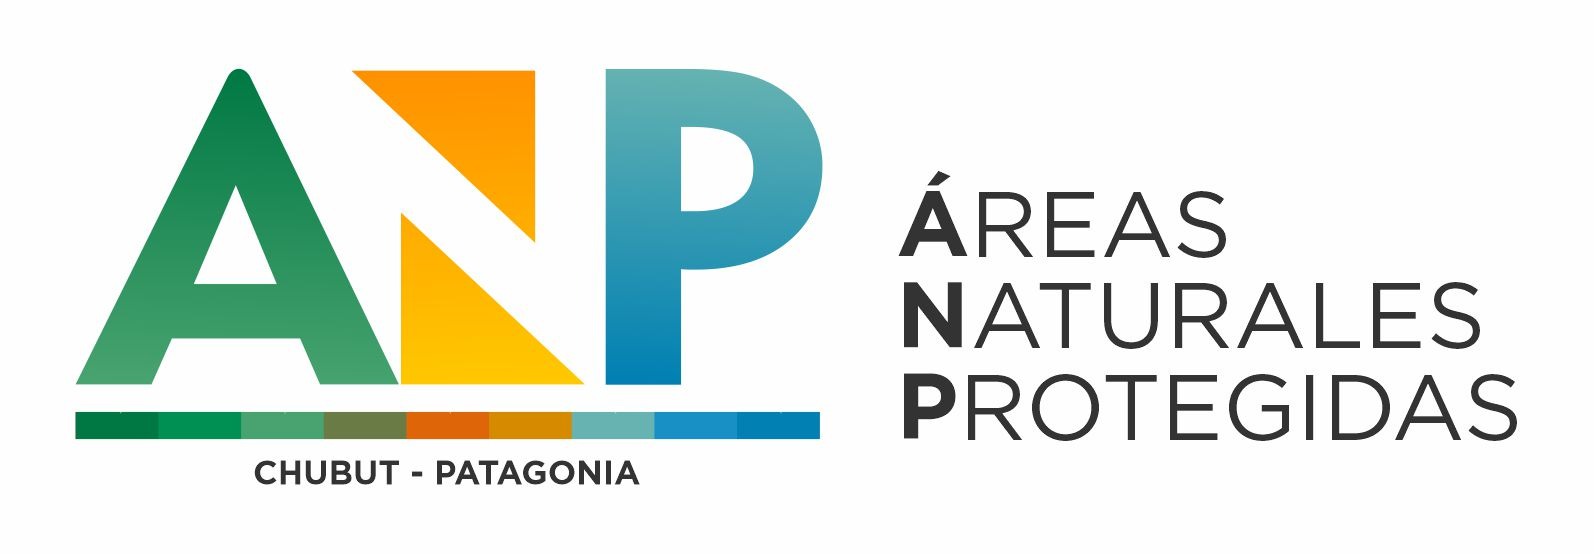 ANP
CHUBUT - PATAGONIA
ÁREAS
NATURALES
PROTEGIDAS